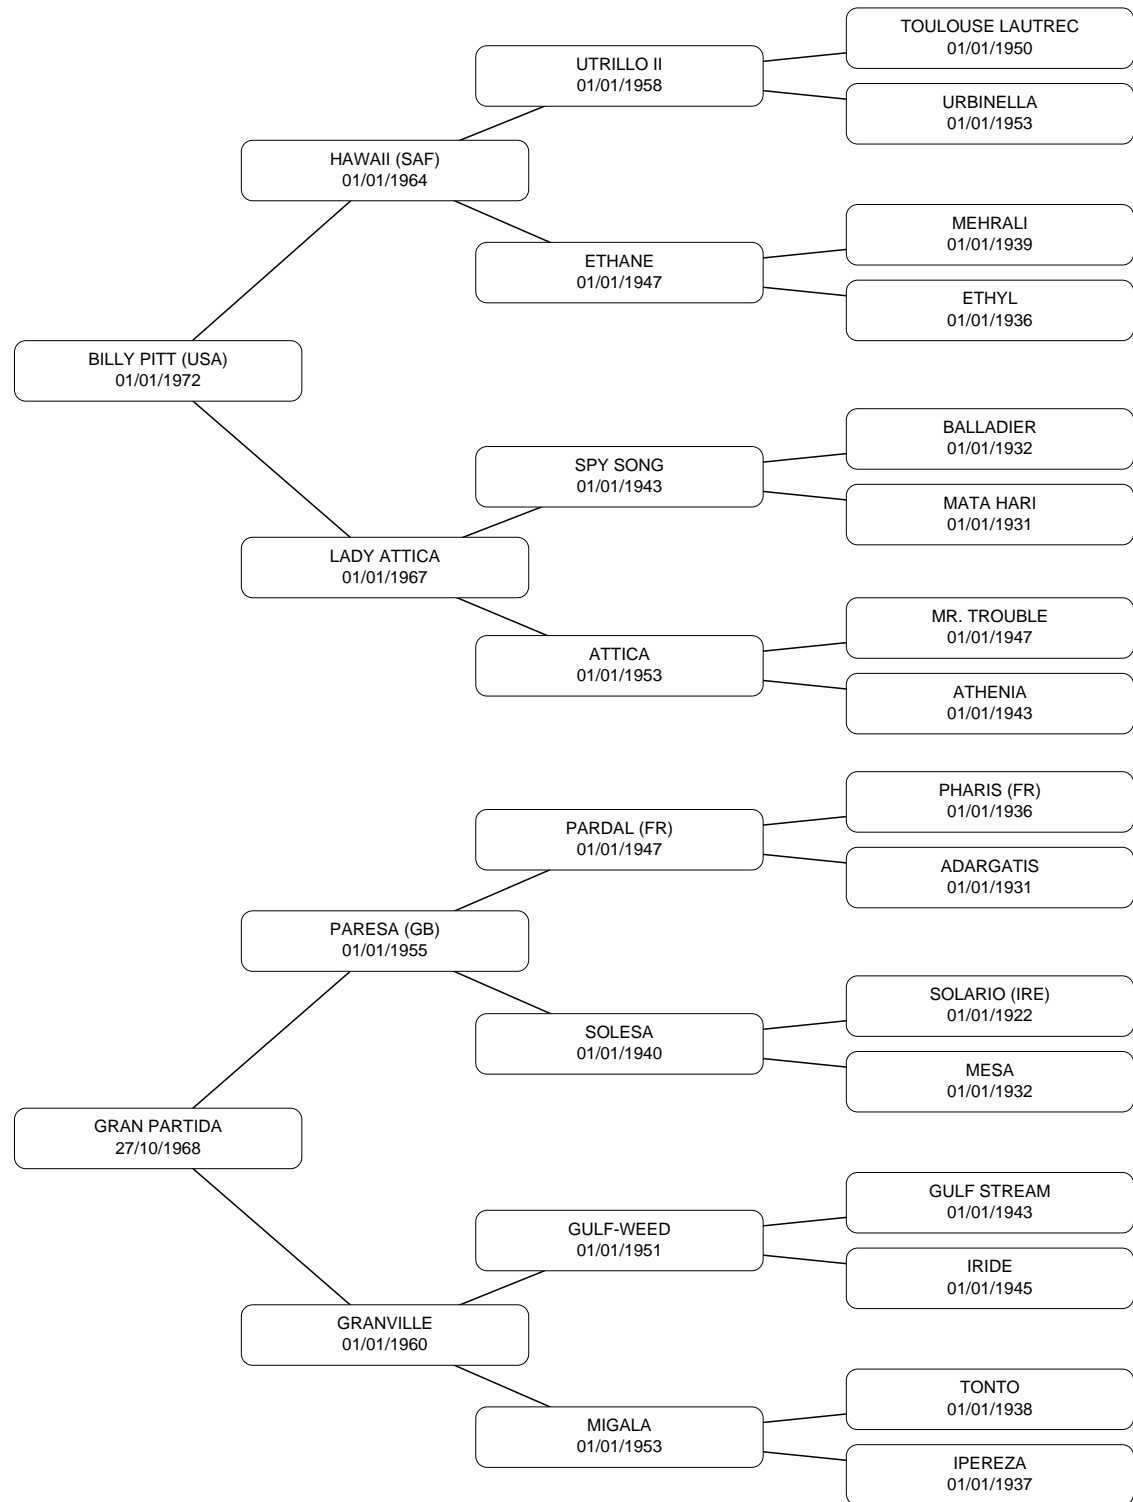 TOULOUSE LAUTREC
01/01/1950
UTRILLO II
01/01/1958
URBINELLA
01/01/1953
HAWAII (SAF)
01/01/1964
MEHRALI
01/01/1939
ETHANE
01/01/1947
ETHYL
01/01/1936
BILLY PITT (USA)
01/01/1972
BALLADIER
01/01/1932
SPY SONG
01/01/1943
MATA HARI
01/01/1931
LADY ATTICA
01/01/1967
MR. TROUBLE
01/01/1947
ATTICA
01/01/1953
ATHENIA
01/01/1943
PHARIS (FR)
01/01/1936
PARDAL (FR)
01/01/1947
ADARGATIS
01/01/1931
PARESA (GB)
01/01/1955
SOLARIO (IRE)
01/01/1922
SOLESA
01/01/1940
MESA
01/01/1932
GRAN PARTIDA
27/10/1968
GULF STREAM
01/01/1943
GULF-WEED
01/01/1951
IRIDE
01/01/1945
GRANVILLE
01/01/1960
TONTO
01/01/1938
MIGALA
01/01/1953
IPEREZA
01/01/1937